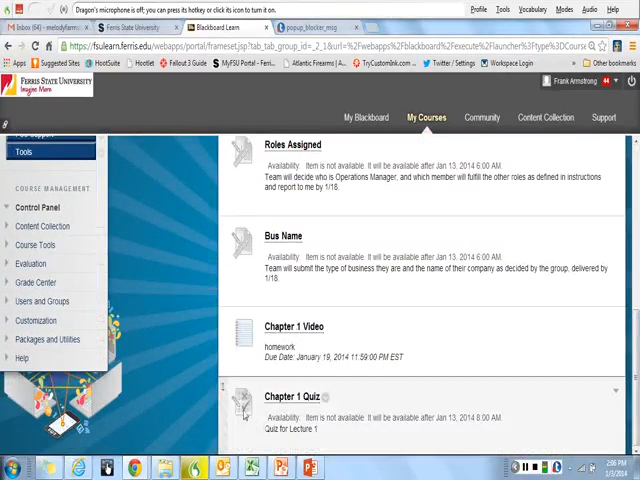 Dragon's microphone is off; you can press its hotkey or click its icon to turn it on.
Profile Tools Vocabulary Modes Audio Help
Ferris State University
Blackboard Learn
popup_blocker_msg
https://fsulearn.ferris.edu/webapps/portal/frameset.jsp?tab_tab_group_id=_2_1&url=%2Fwebapps%2Fblackboard%2Fexecute%2Flauncher%3Ftype%3DCourse
Apps Suggested Sites HootSuite Hootlet Fallout 3 Guide MyFSU Portal Login Atlantic Firearms TryCustomInk.com Twitter / Settings Workspace Login Other bookmarks
FERRIS STATE UNIVERSITY
Imagine More
Frank Armstrong 44
My Blackboard My Courses Community Content Collection Support
Tools
COURSE MANAGEMENT
Control Panel
Content Collection
Course Tools
Evaluation
Grade Center
Users and Groups
Customization
Packages and Utilities
Help
Roles Assigned
Availability: Item is not available. It will be available after Jan 13, 2014 6:00 AM.
Team will decide who is Operations Manager, and which member will fulfill the other roles as defined in instructions
and report to me by 1/18.
Bus Name
Availability: Item is not available. It will be available after Jan 13, 2014 6:00 AM.
Team will submit the type of business they are and the name of their company as decided by the group, delivered by
1/18.
Chapter 1 Video
homework
Due Date: January 19, 2014 11:59:00 PM EST
Chapter 1 Quiz
Availability: Item is not available. It will be available after Jan 13, 2014 8:00 AM.
Quiz for Lecture 1
2:06 PM
1/3/2014